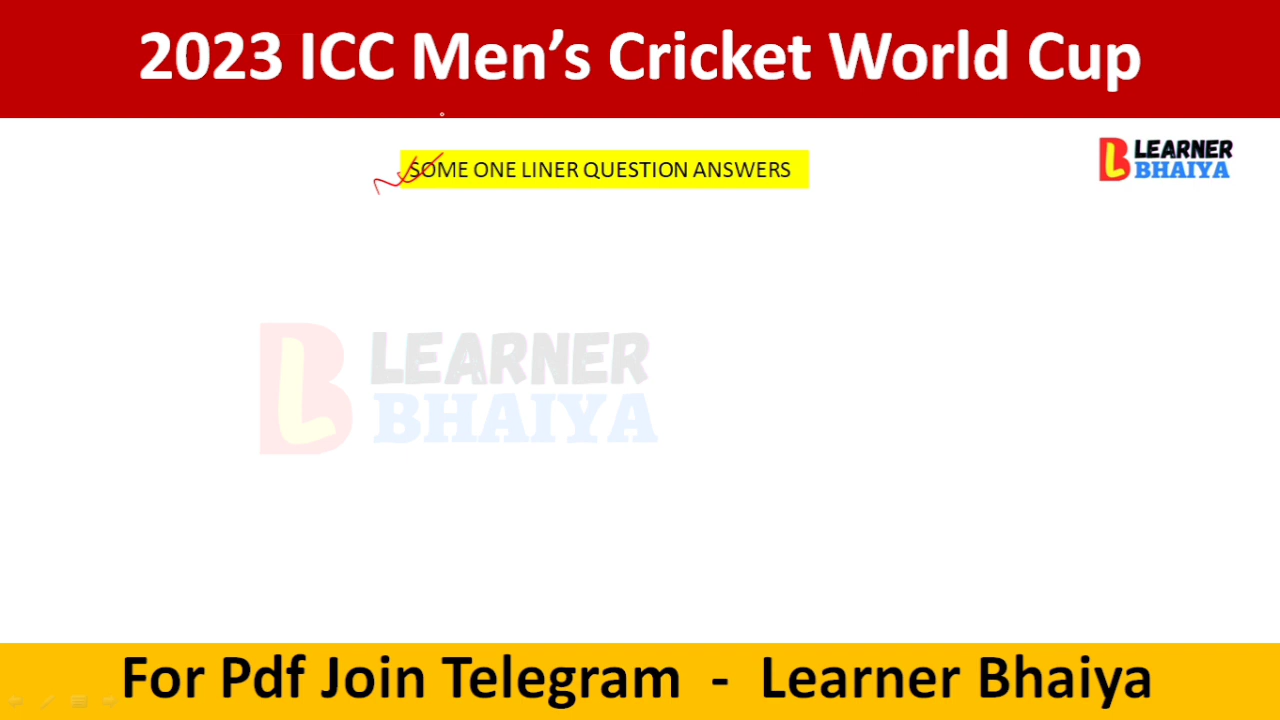 2023 ICC Men’s Cricket World Cup
SOME ONE LINER QUESTION ANSWERS
LEARNER
BHAIYA
LEARNER
BHAIYA
For Pdf Join Telegram - Learner Bhaiya